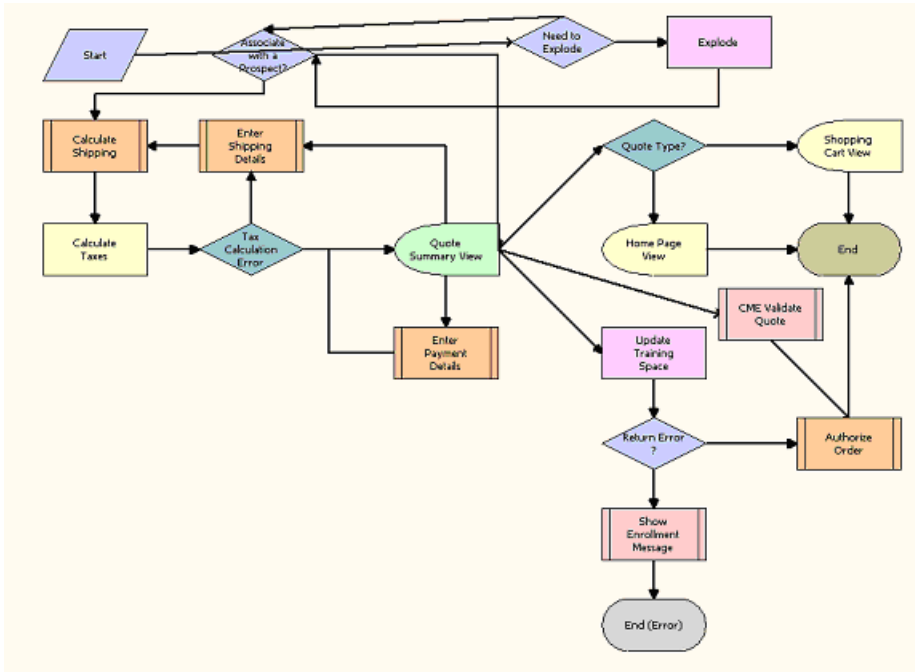 Start
Associate
with a
Prospect?
Need to
Explode
Explode
Calculate
Shipping
Enter
Shipping
Details
Quote Type?
Shopping
Cart View
Calculate
Taxes
Tax
Calculation
Error
Quote
Summary View
Home Page
View
End
CME Validate
Quote
Enter
Payment
Details
Update
Training
Space
Return Error
?
Authorize
Order
Show
Enrollment
Message
End (Error)